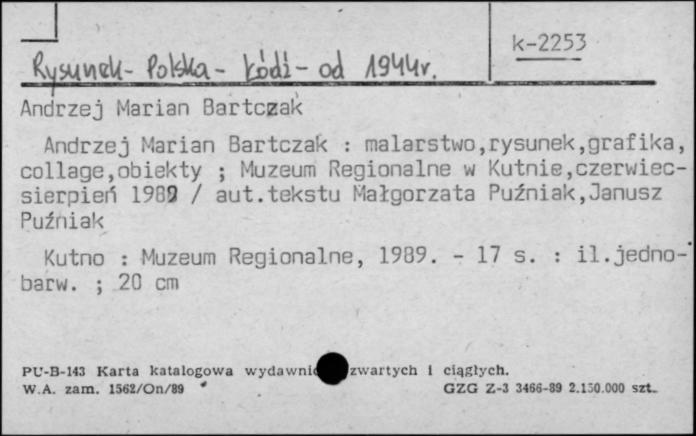 k-2253
Rysunek - Polska - Łódź - od 1944r.
Andrzej Marian Bartczak
Andrzej Marian Bartczak : malarstwo,rysunek,grafika,
collage,obiekty ; Muzeum Regionalne w Kutnie,czerwiec-
sierpień 1989 / aut.tekstu Małgorzata Puźniak,Janusz
Puźniak
Kutno : Muzeum Regionalne, 1989. - 17 s. : il.jedno-
barw. ; 20 cm
PU-B-143 Karta katalogowa zwartych i ciągłych.
W.A. zam. 1562/On/89 GZG Z-3 3466-89 2.150.000 szt.